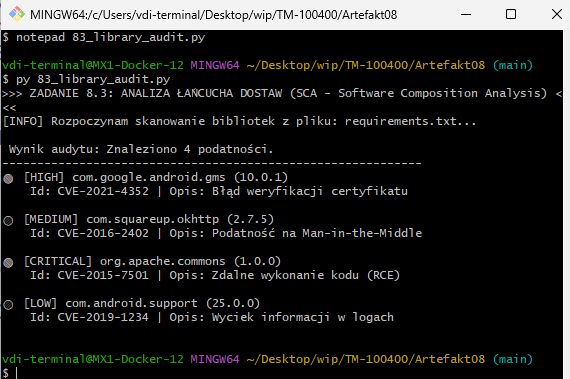 MINGW64:/c/Users/vdi-terminal/Desktop/wip/TM-100400/Artefakt08
$ notepad 83_library_audit.py
vdi-terminal@MX1-Docker-12 MINGW64 ~/Desktop/wip/TM-100400/Artefakt08 (main)
$ py 83_library_audit.py
>>> ZADANIE 8.3: ANALIZA ŁAŃCUCHA DOSTAW (SCA - Software Composition Analysis) <
<<
[INFO] Rozpoczynam skanowanie bibliotek z pliku: requirements.txt...
Wynik audytu: Znaleziono 4 podatności.
------------------------------------------------------------
[HIGH] com.google.android.gms (10.0.1)
Id: CVE-2021-4352 | Opis: Błąd weryfikacji certyfikatu
[MEDIUM] com.squareup.okhttp (2.7.5)
Id: CVE-2016-2402 | Opis: Podatność na Man-in-the-Middle
[CRITICAL] org.apache.commons (1.0.0)
Id: CVE-2015-7501 | Opis: Zdalne wykonanie kodu (RCE)
[LOW] com.android.support (25.0.0)
Id: CVE-2019-1234 | Opis: Wyciek informacji w logach
vdi-terminal@MX1-Docker-12 MINGW64 ~/Desktop/wip/TM-100400/Artefakt08 (main)
$